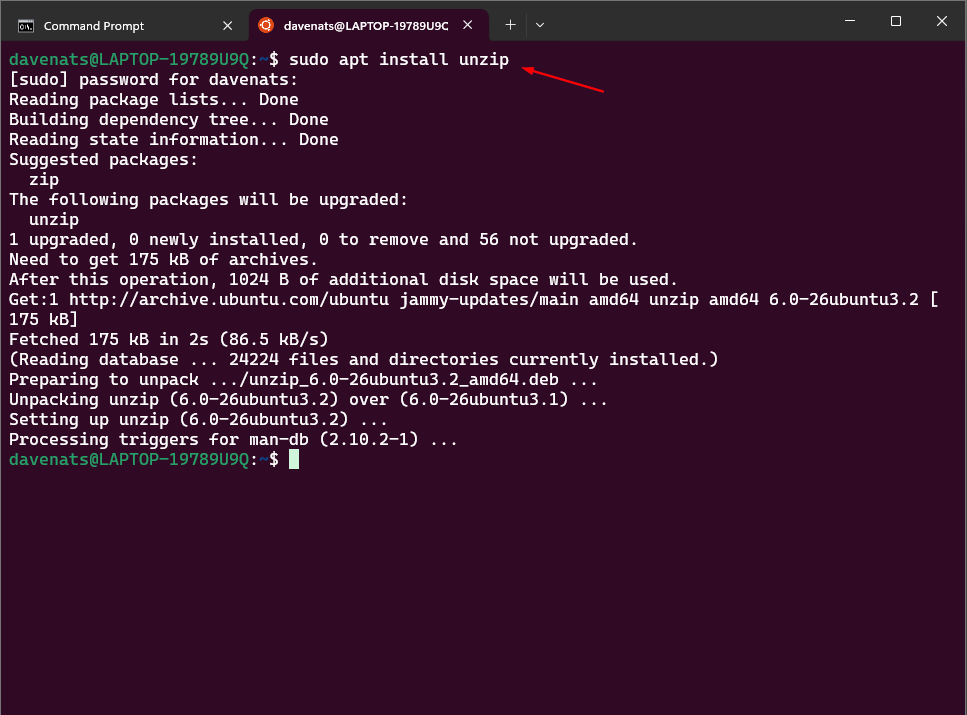 Command Prompt
davenats@LAPTOP-19789U9C
davenats@LAPTOP-19789U9Q:~$ sudo apt install unzip
[sudo] password for davenats:
Reading package lists... Done
Building dependency tree... Done
Reading state information... Done
Suggested packages:
  zip
The following packages will be upgraded:
  unzip
1 upgraded, 0 newly installed, 0 to remove and 56 not upgraded.
Need to get 175 kB of archives.
After this operation, 1024 B of additional disk space will be used.
Get:1 http://archive.ubuntu.com/ubuntu jammy-updates/main amd64 unzip amd64 6.0-26ubuntu3.2 [
175 kB]
Fetched 175 kB in 2s (86.5 kB/s)
(Reading database ... 24224 files and directories currently installed.)
Preparing to unpack .../unzip_6.0-26ubuntu3.2_amd64.deb ...
Unpacking unzip (6.0-26ubuntu3.2) over (6.0-26ubuntu3.1) ...
Setting up unzip (6.0-26ubuntu3.2) ...
Processing triggers for man-db (2.10.2-1) ...
davenats@LAPTOP-19789U9Q:~$